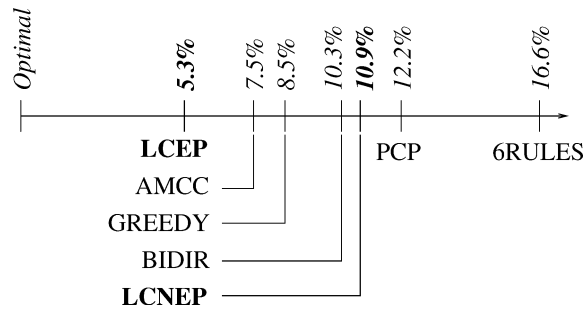 Optimal 5.3% 7.5% 8.5% 10.3% 10.9% 12.2% 16.6%
LCEP PCP 6RULES
AMCC
GREEDY
BIDIR
LCNEP